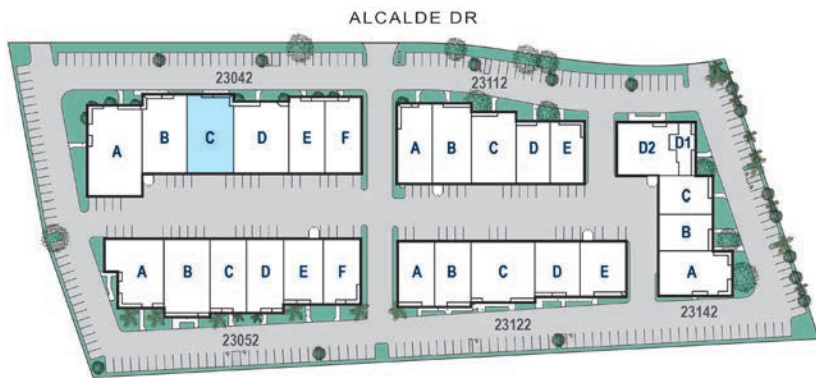 ALCALDE DR
23042
23112
A B C D E F
A B C D E
D2 D1
C
B
A
A B C D E F
A B C D E
23052
23122
23142